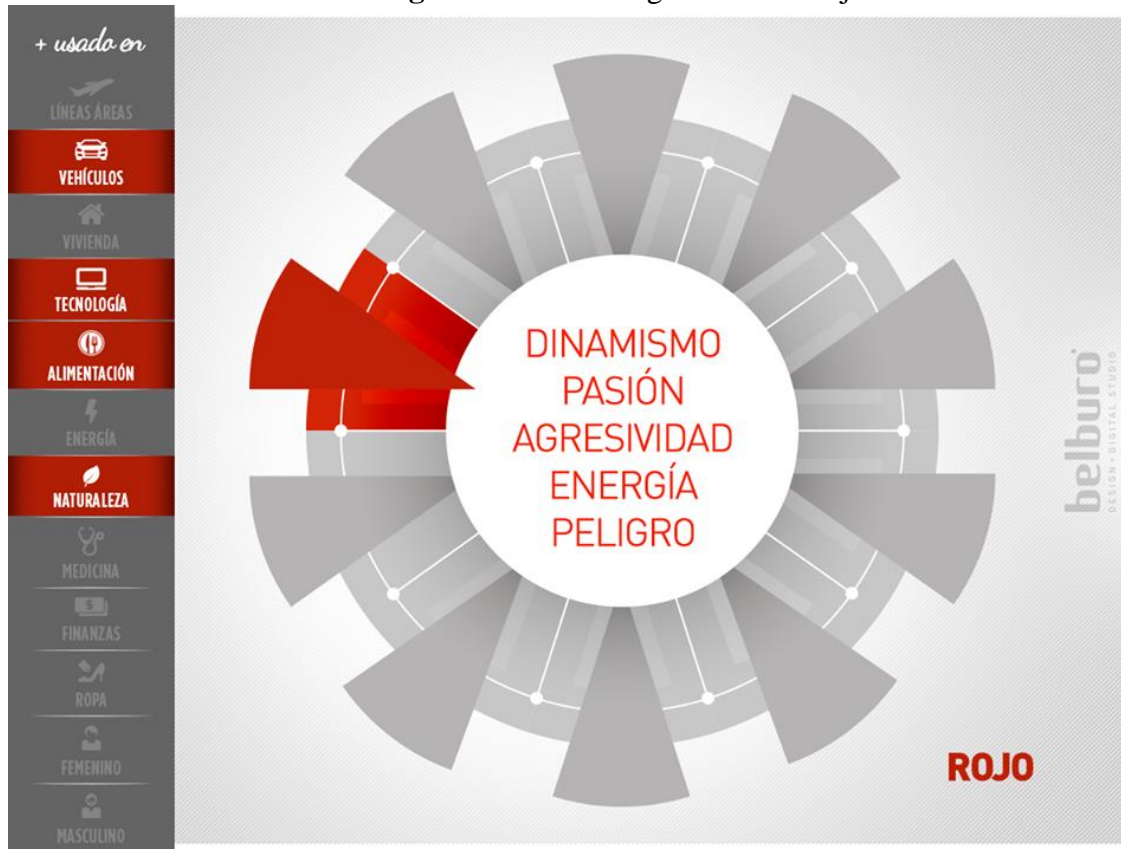 + usado en
LÍNEAS ÁREAS
VEHÍCULOS
VIVIENDA
TECNOLOGÍA
ALIMENTACIÓN
ENERGÍA
NATURALEZA
MEDICINA
FINANZAS
ROPA
FEMENINO
MASCULINO
DINAMISMO
PASIÓN
AGRESIVIDAD
ENERGÍA
PELIGRO
belburo
DESIGN + DIGITAL STUDIO
ROJO